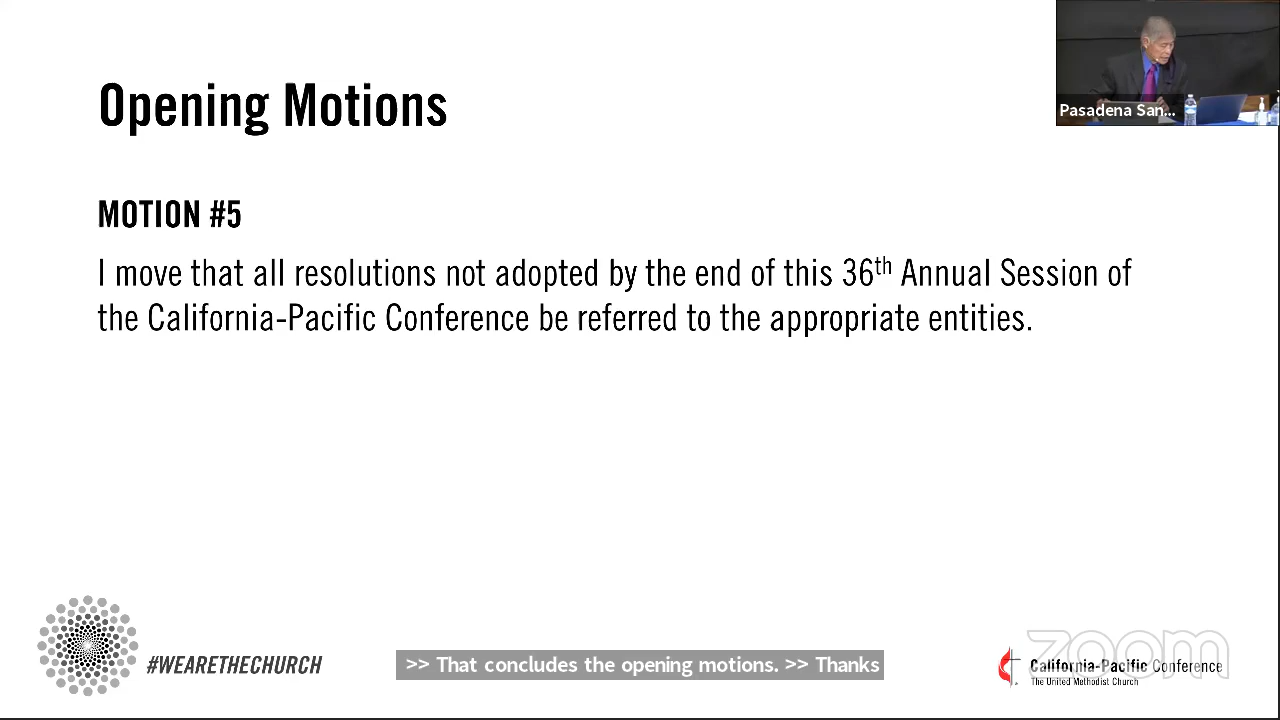 Opening Motions
Pasadena San...
MOTION #5
I move that all resolutions not adopted by the end of this 36th Annual Session of
the California-Pacific Conference be referred to the appropriate entities.
#WEARETHECHURCH
>> That concludes the opening motions. >> Thanks
zoom
California-Pacific Conference
The United Methodist Church